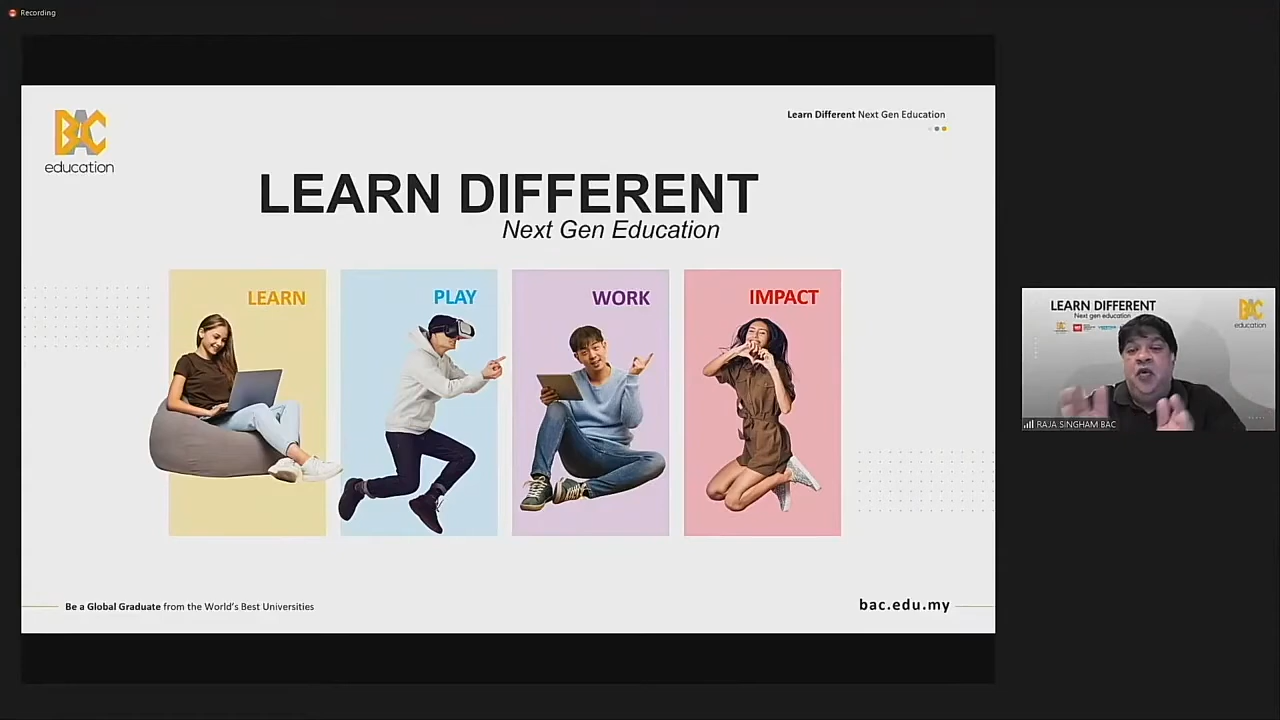 Recording
BAC
education
Learn Different Next Gen Education
LEARN DIFFERENT
Next Gen Education
LEARN
PLAY
WORK
IMPACT
Be a Global Graduate from the World's Best Universities
bac.edu.my
LEARN DIFFERENT
Next gen education
BAC
education
RAJA SINGHAM BAC